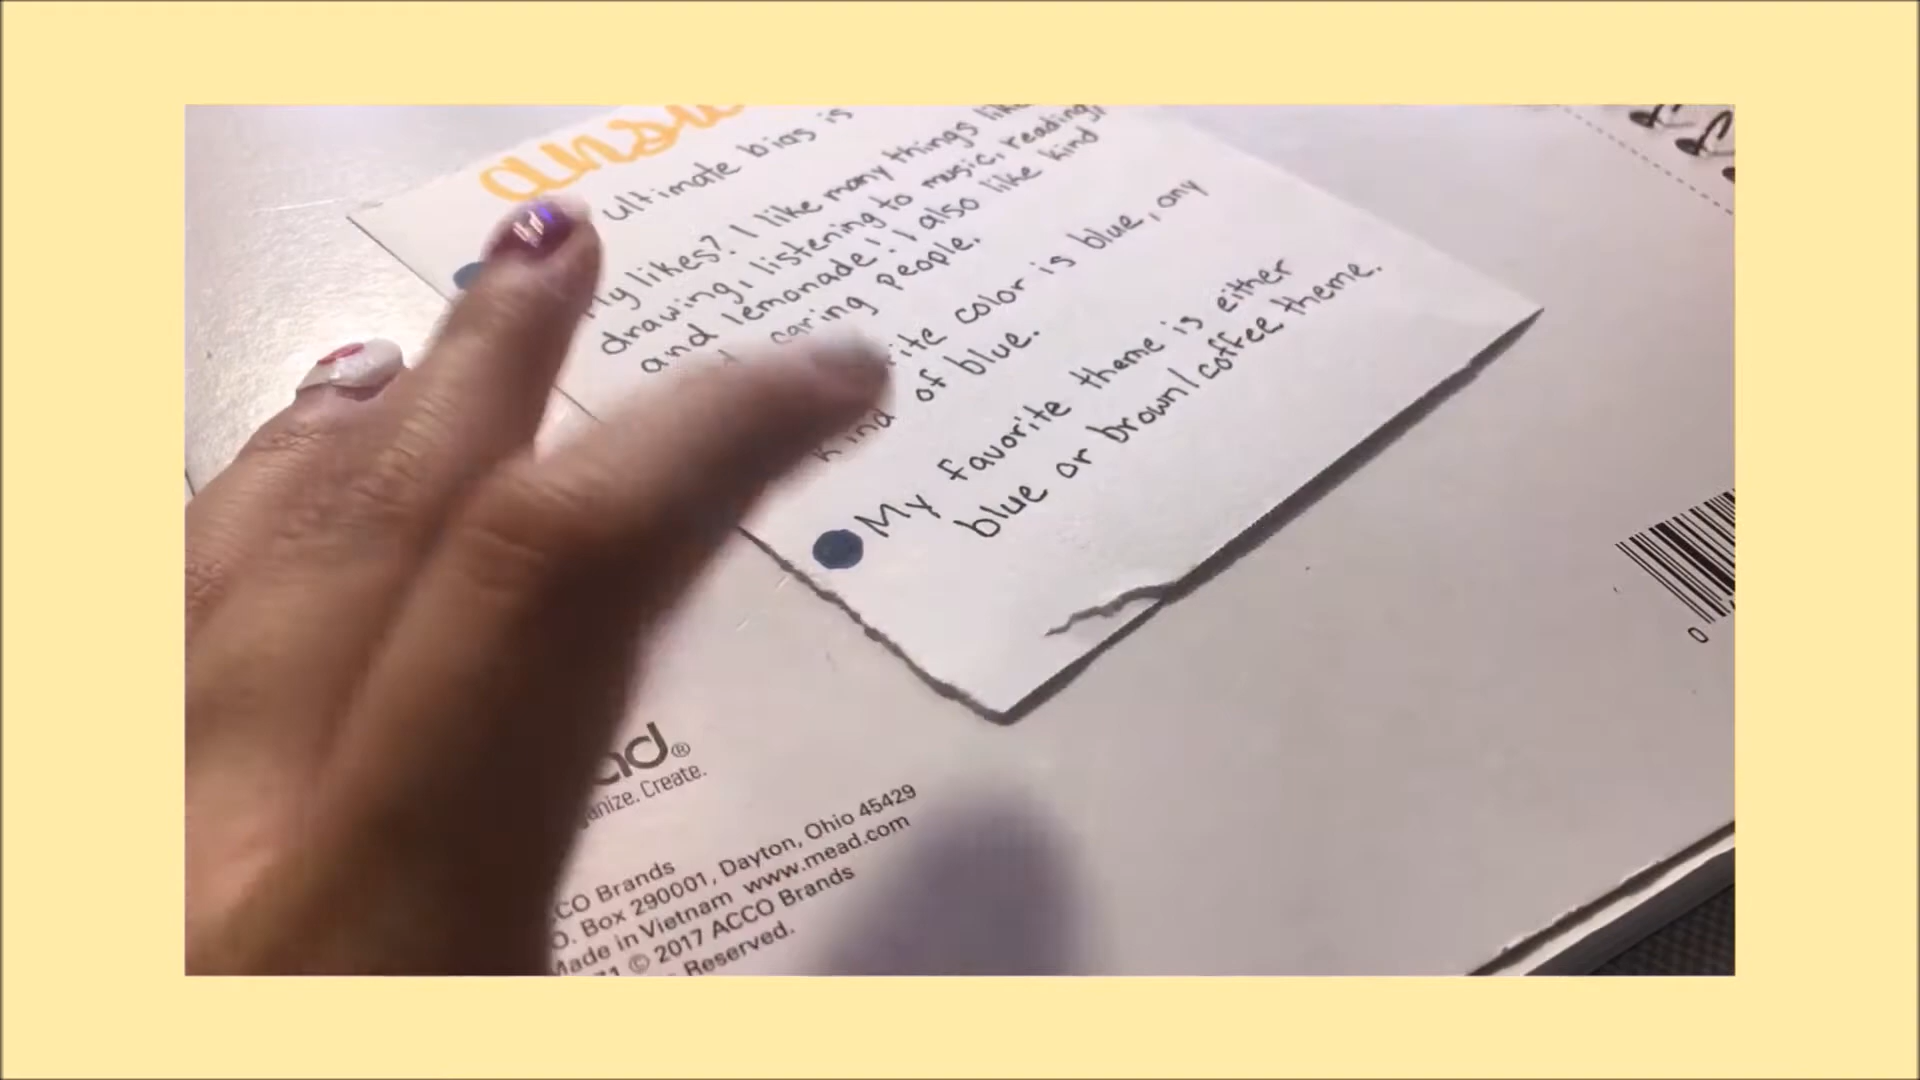 ultimate bias is
My likes? I like many things like
drawing, listening to music, reading,
and lemonade! I also like kind
caring people.
color is blue, any
kind of blue.
My favorite theme is either
blue or brown/coffee theme.
Create.
Brands
Box 290001, Dayton, Ohio 45429
Made in Vietnam www.mead.com
© 2017 ACCO Brands
Reserved.
0